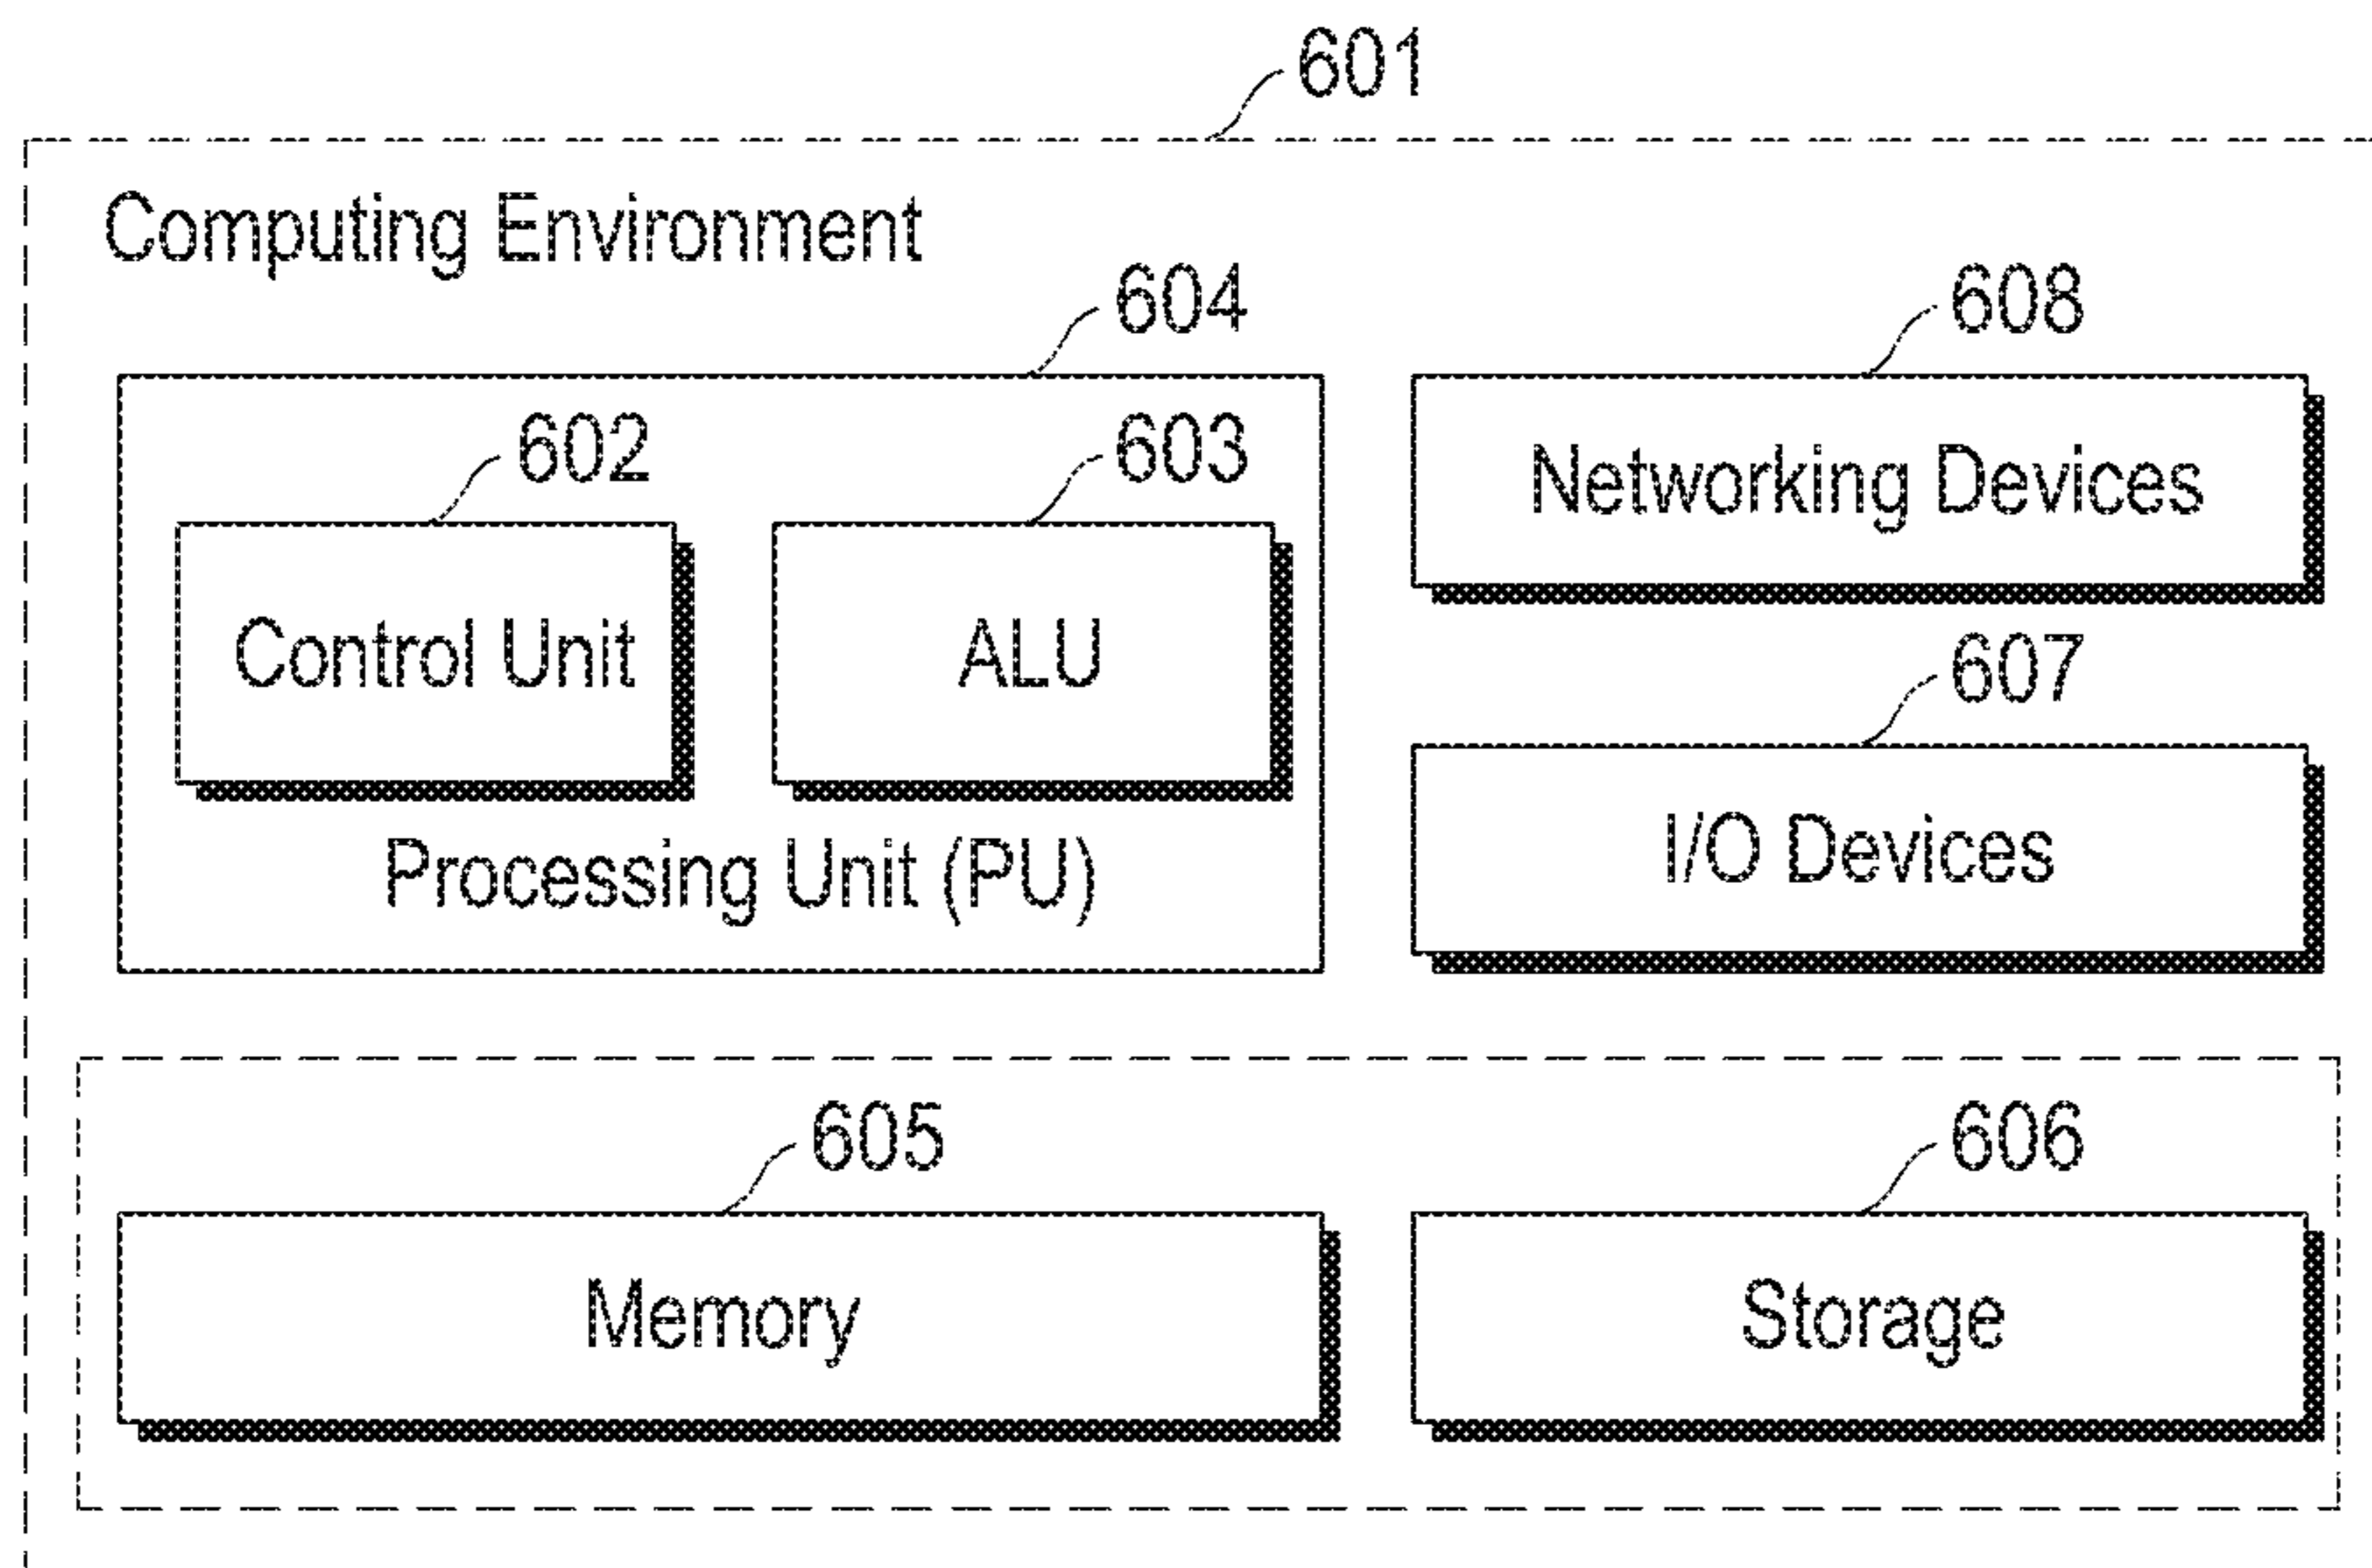 601
Computing Environment
604
608
602
603
Networking Devices
Control Unit
ALU
607
Processing Unit (PU)
I/O Devices
605
606
Memory
Storage